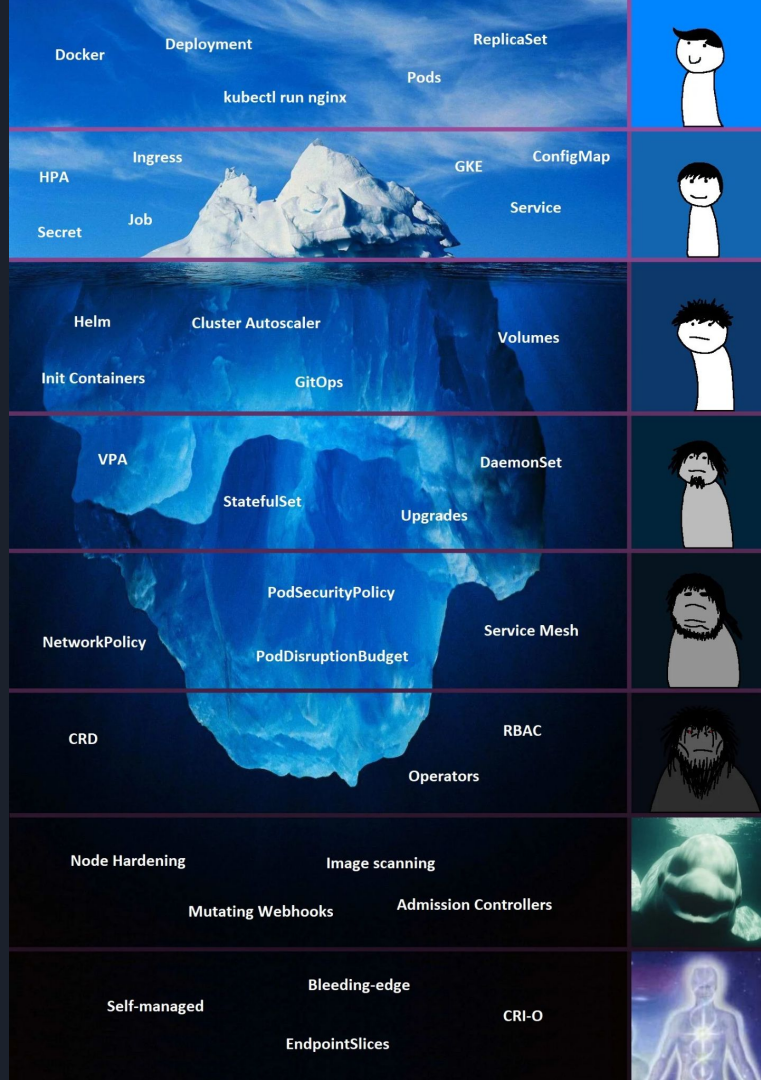 Docker
Deployment
ReplicaSet
Pods
kubectl run nginx
HPA
Ingress
GKE
ConfigMap
Secret
Job
Service
Helm
Cluster Autoscaler
Volumes
Init Containers
GitOps
VPA
DaemonSet
StatefulSet
Upgrades
PodSecurityPolicy
NetworkPolicy
Service Mesh
PodDisruptionBudget
CRD
RBAC
Operators
Node Hardening
Image scanning
Mutating Webhooks
Admission Controllers
Self-managed
Bleeding-edge
CRI-O
EndpointSlices